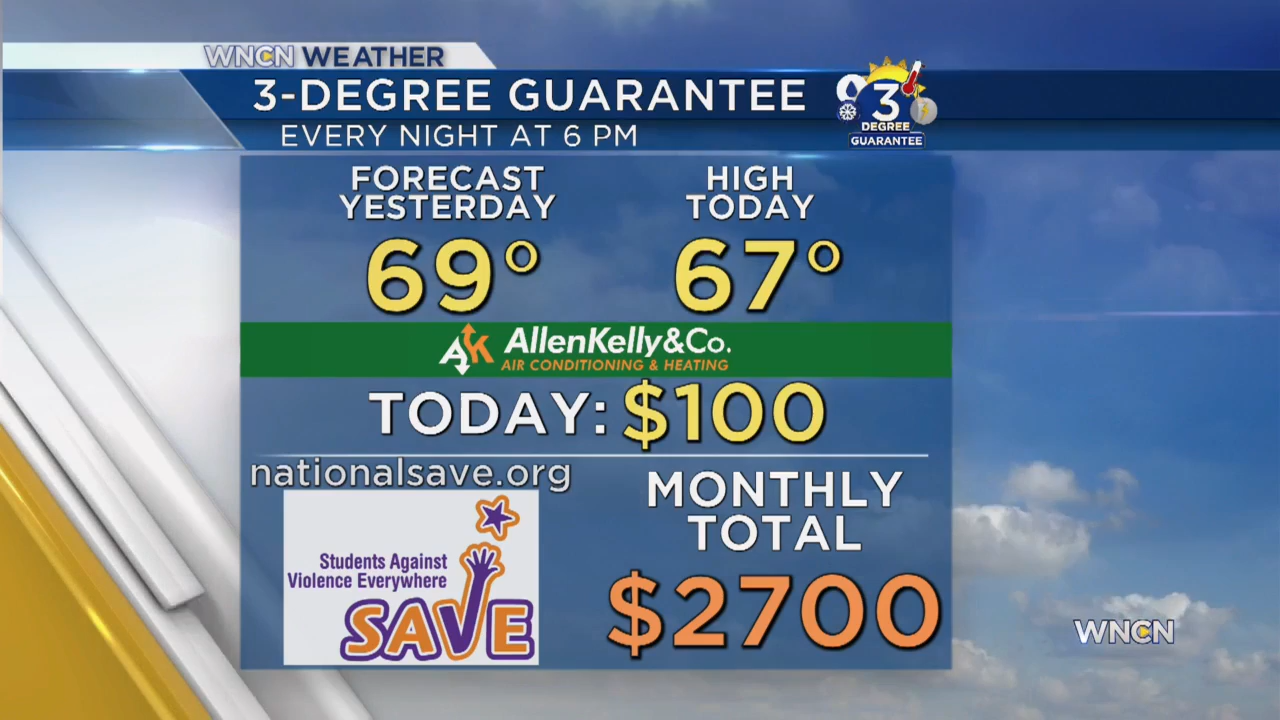 WNCN WEATHER
3-DEGREE GUARANTEE
EVERY NIGHT AT 6 PM
3
DEGREE
GUARANTEE
FORECAST
YESTERDAY
69°
HIGH
TODAY
67°
AK AllenKelly&Co.
AIR CONDITIONING & HEATING
TODAY: $100
nationalsave.org
Students Against
Violence Everywhere
SAVE
MONTHLY
TOTAL
$2700
WNCN